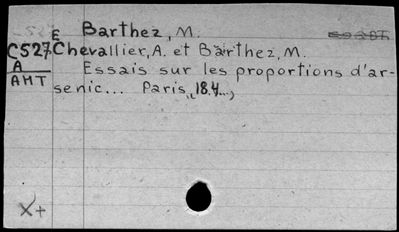 E Barthez, M.
C527 Chevallier, A. et Barthez, M.
A Essais sur les proportions d'ar-
AHT senic... Paris, (184..)
X+